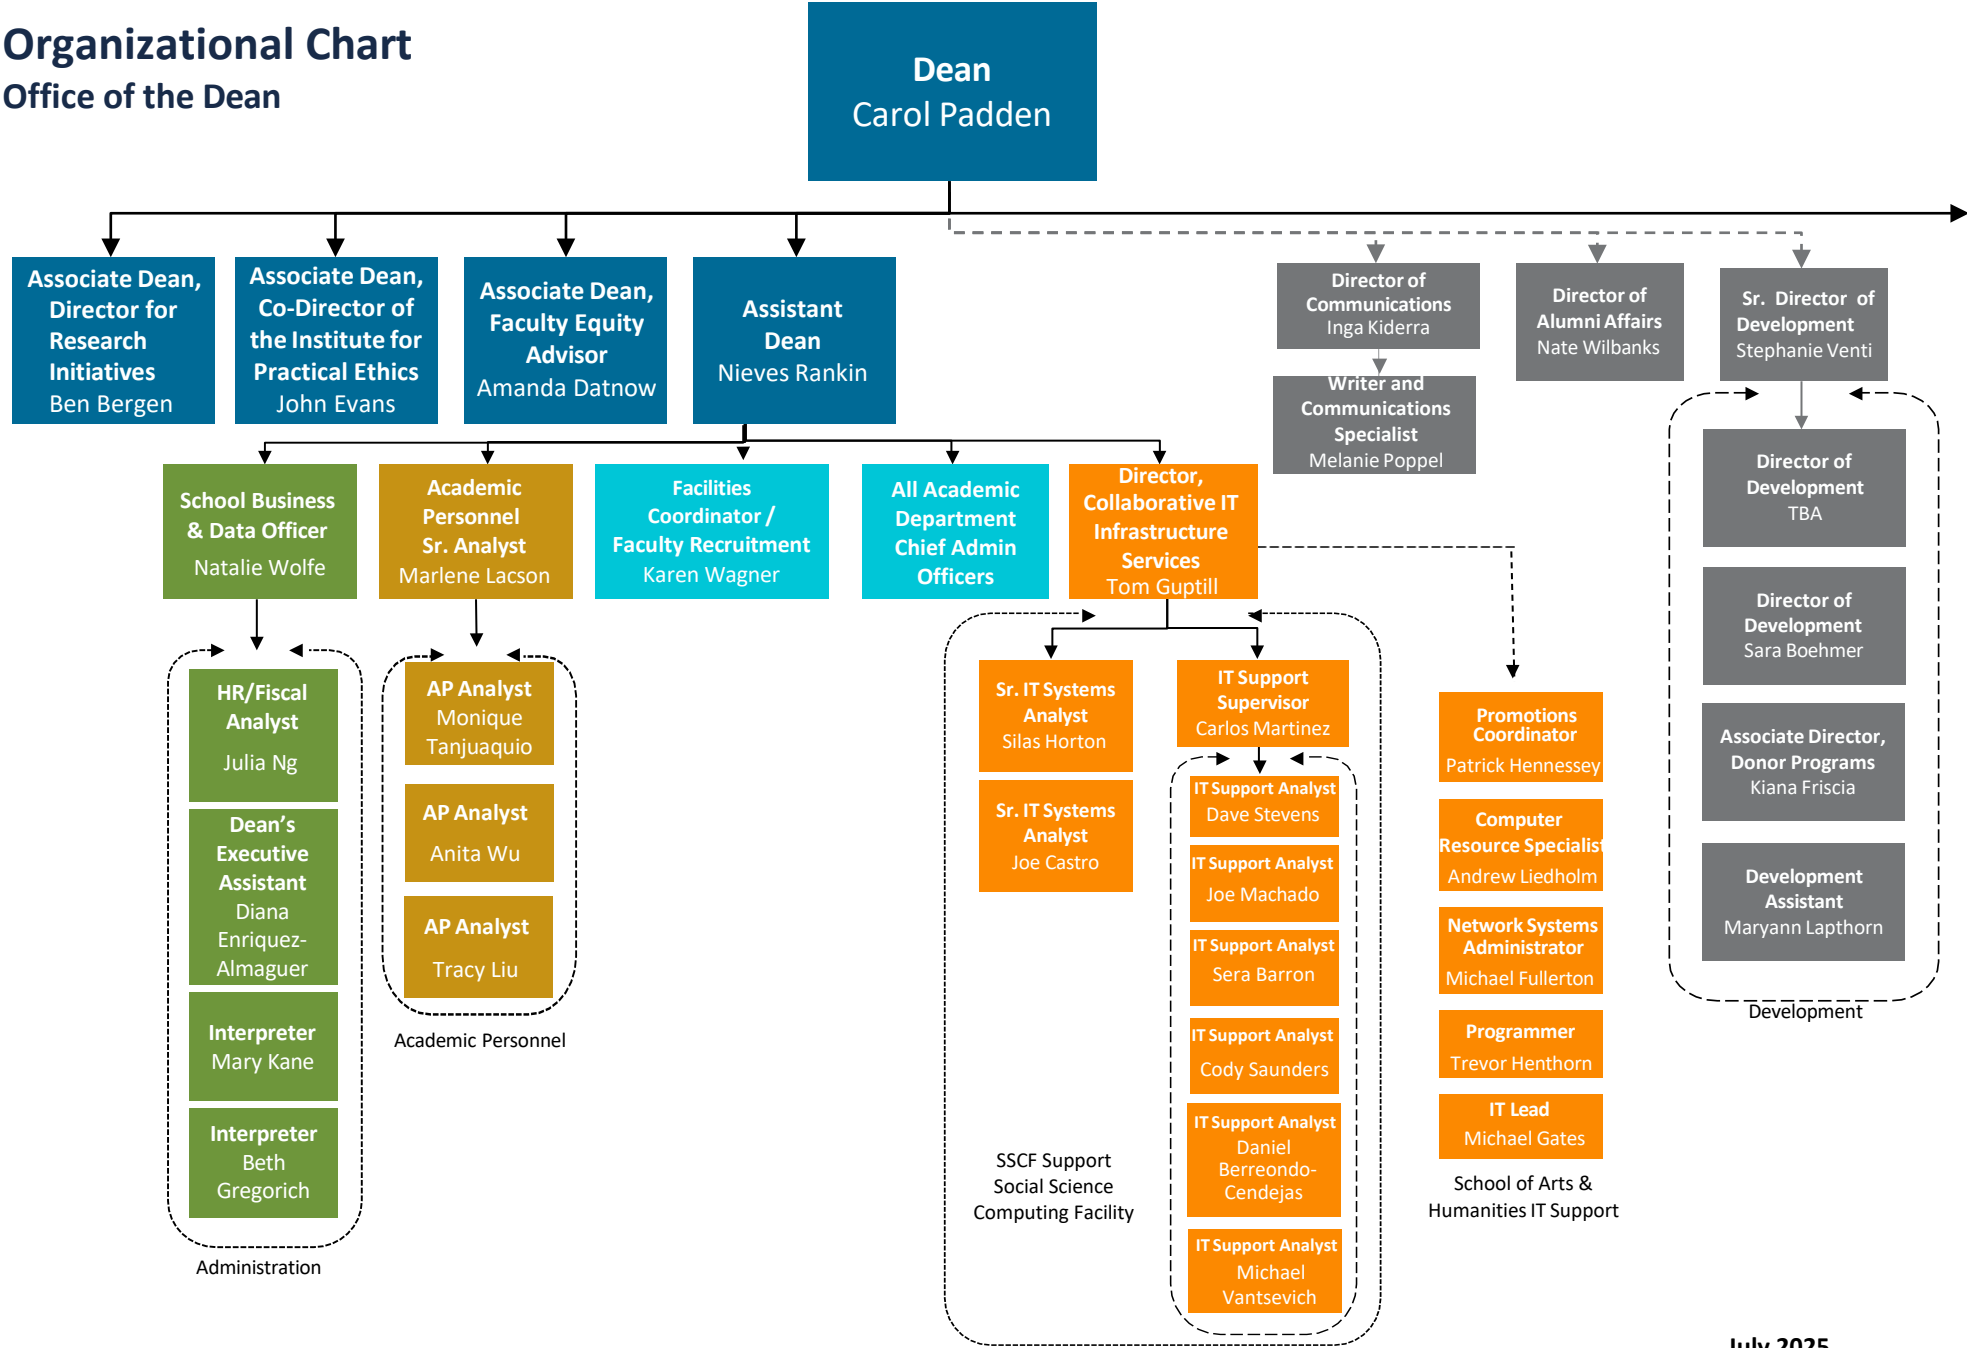 Organizational Chart
Office of the Dean
Dean
Carol Padden
Associate Dean,
Director for
Research
Initiatives
Ben Bergen
Associate Dean,
Co-Director of
the Institute for
Practical Ethics
John Evans
Associate Dean,
Faculty Equity
Advisor
Amanda Datnow
Assistant
Dean
Nieves Rankin
Director of
Communications
Inga Kiderra
Director of
Alumni Affairs
Nate Wilbanks
Sr. Director of
Development
Stephanie Venti
Writer and
Communications
Specialist
Melanie Poppel
School Business
& Data Officer
Natalie Wolfe
Academic
Personnel
Sr. Analyst
Marlene Lacson
Facilities
Coordinator /
Faculty Recruitment
Karen Wagner
All Academic
Department
Chief Admin
Officers
Director,
Collaborative IT
Infrastructure
Services
Tom Guptill
Director of
Development
TBA
Director of
Development
Sara Boehmer
Associate Director,
Donor Programs
Kiana Friscia
Development
Assistant
Maryann Lapthorn
Development
HR/Fiscal
Analyst
Julia Ng
Dean's
Executive
Assistant
Diana
Enriquez-
Almaguer
Interpreter
Mary Kane
Interpreter
Beth
Gregorich
Administration
AP Analyst
Monique
Tanjuaquio
AP Analyst
Anita Wu
AP Analyst
Tracy Liu
Academic Personnel
Sr. IT Systems
Analyst
Silas Horton
Sr. IT Systems
Analyst
Joe Castro
SSCF Support
Social Science
Computing Facility
IT Support
Supervisor
Carlos Martinez
IT Support Analyst
Dave Stevens
IT Support Analyst
Joe Machado
IT Support Analyst
Sera Barron
IT Support Analyst
Cody Saunders
IT Support Analyst
Daniel
Berreondo-
Cendejas
IT Support Analyst
Michael
Vantsevich
Promotions
Coordinator
Patrick Hennessey
Computer
Resource Specialist
Andrew Liedholm
Network Systems
Administrator
Michael Fullerton
Programmer
Trevor Henthorn
IT Lead
Michael Gates
School of Arts &
Humanities IT Support
July 2025